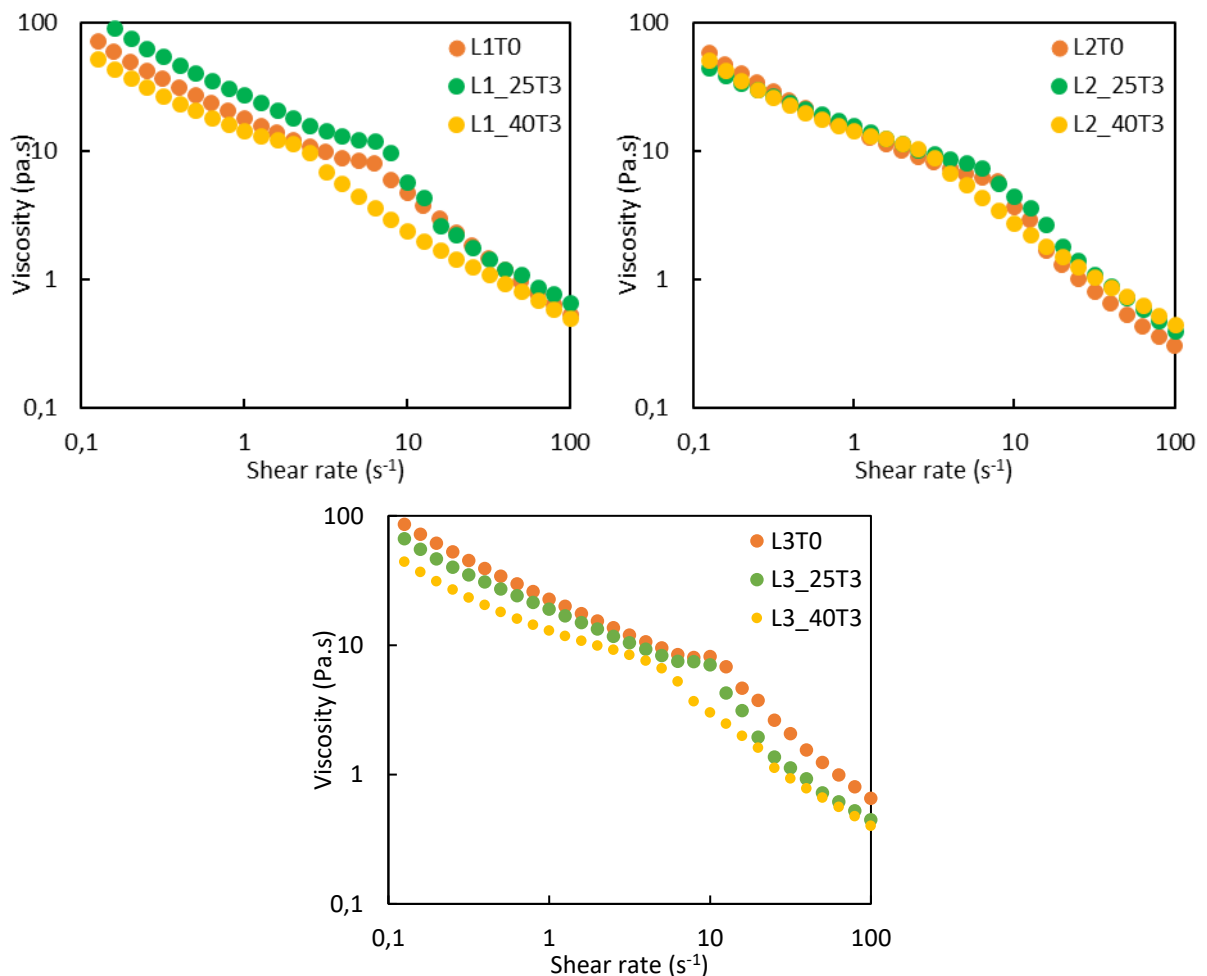 100
10
1
0,1
Viscosity (pa.s)
L1T0
L1_25T3
L1_40T3
0,1
1
10
100
Shear rate (s-1)
100
10
1
0,1
Viscosity (Pa.s)
L2T0
L2_25T3
L2_40T3
0,1
1
10
100
Shear rate (s-1)
100
10
1
0,1
Viscosity (Pa.s)
L3T0
L3_25T3
L3_40T3
0,1
1
10
100
Shear rate (s-1)